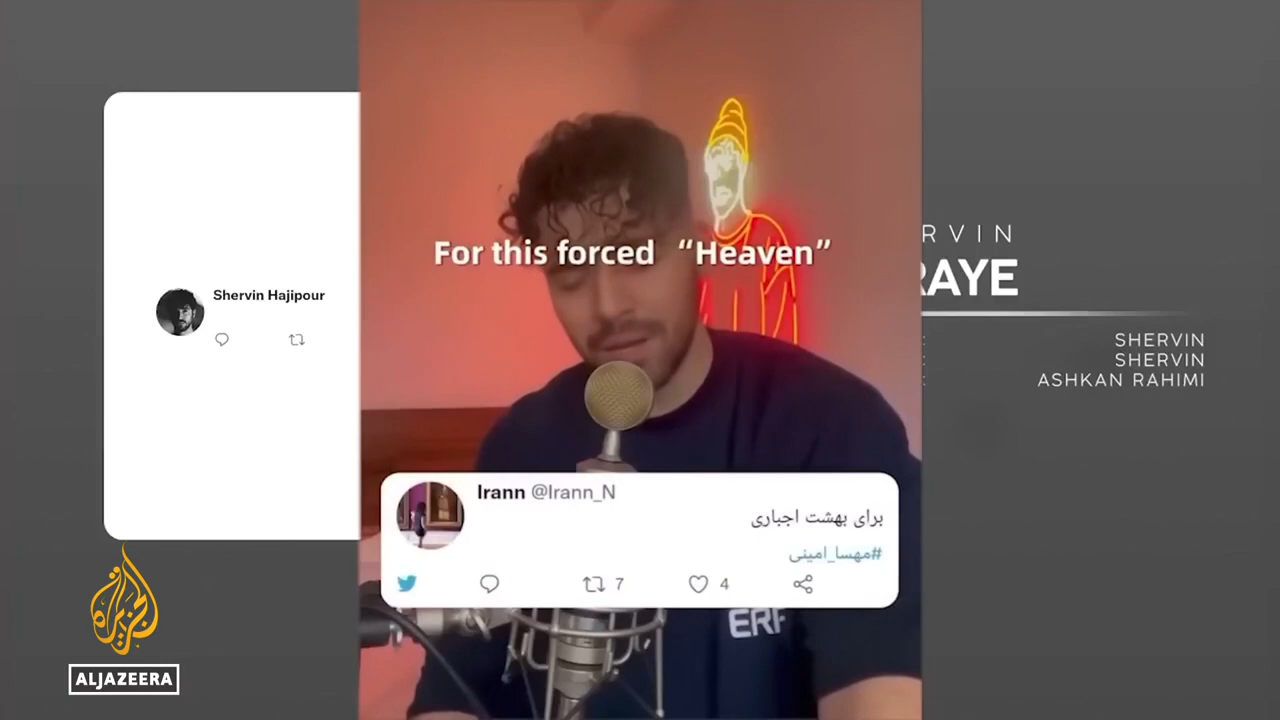 For this forced “Heaven”
Shervin Hajipour
RVIN
RAYE
SHERVIN
SHERVIN
ASHKAN RAHIMI
Irann @Irann_N
برای بهشت اجباری
#مهسا_امینی
7
4
ERF
ALJAZEERA